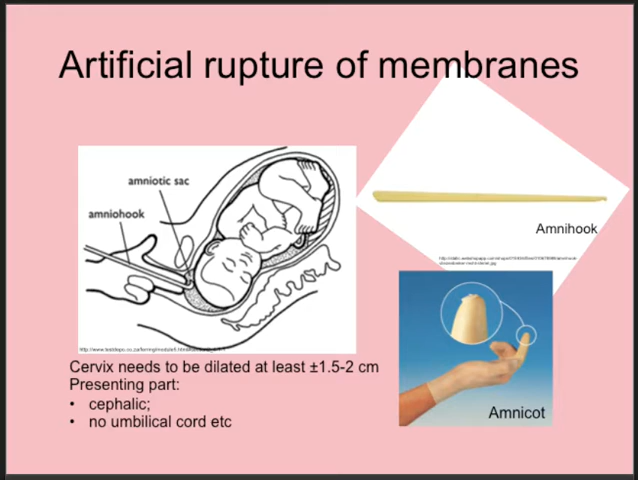 Artificial rupture of membranes
amniotic sac
amniohook
Amnihook
Amnicot
Cervix needs to be dilated at least ±1.5-2 cm
Presenting part:
• cephalic;
• no umbilical cord etc